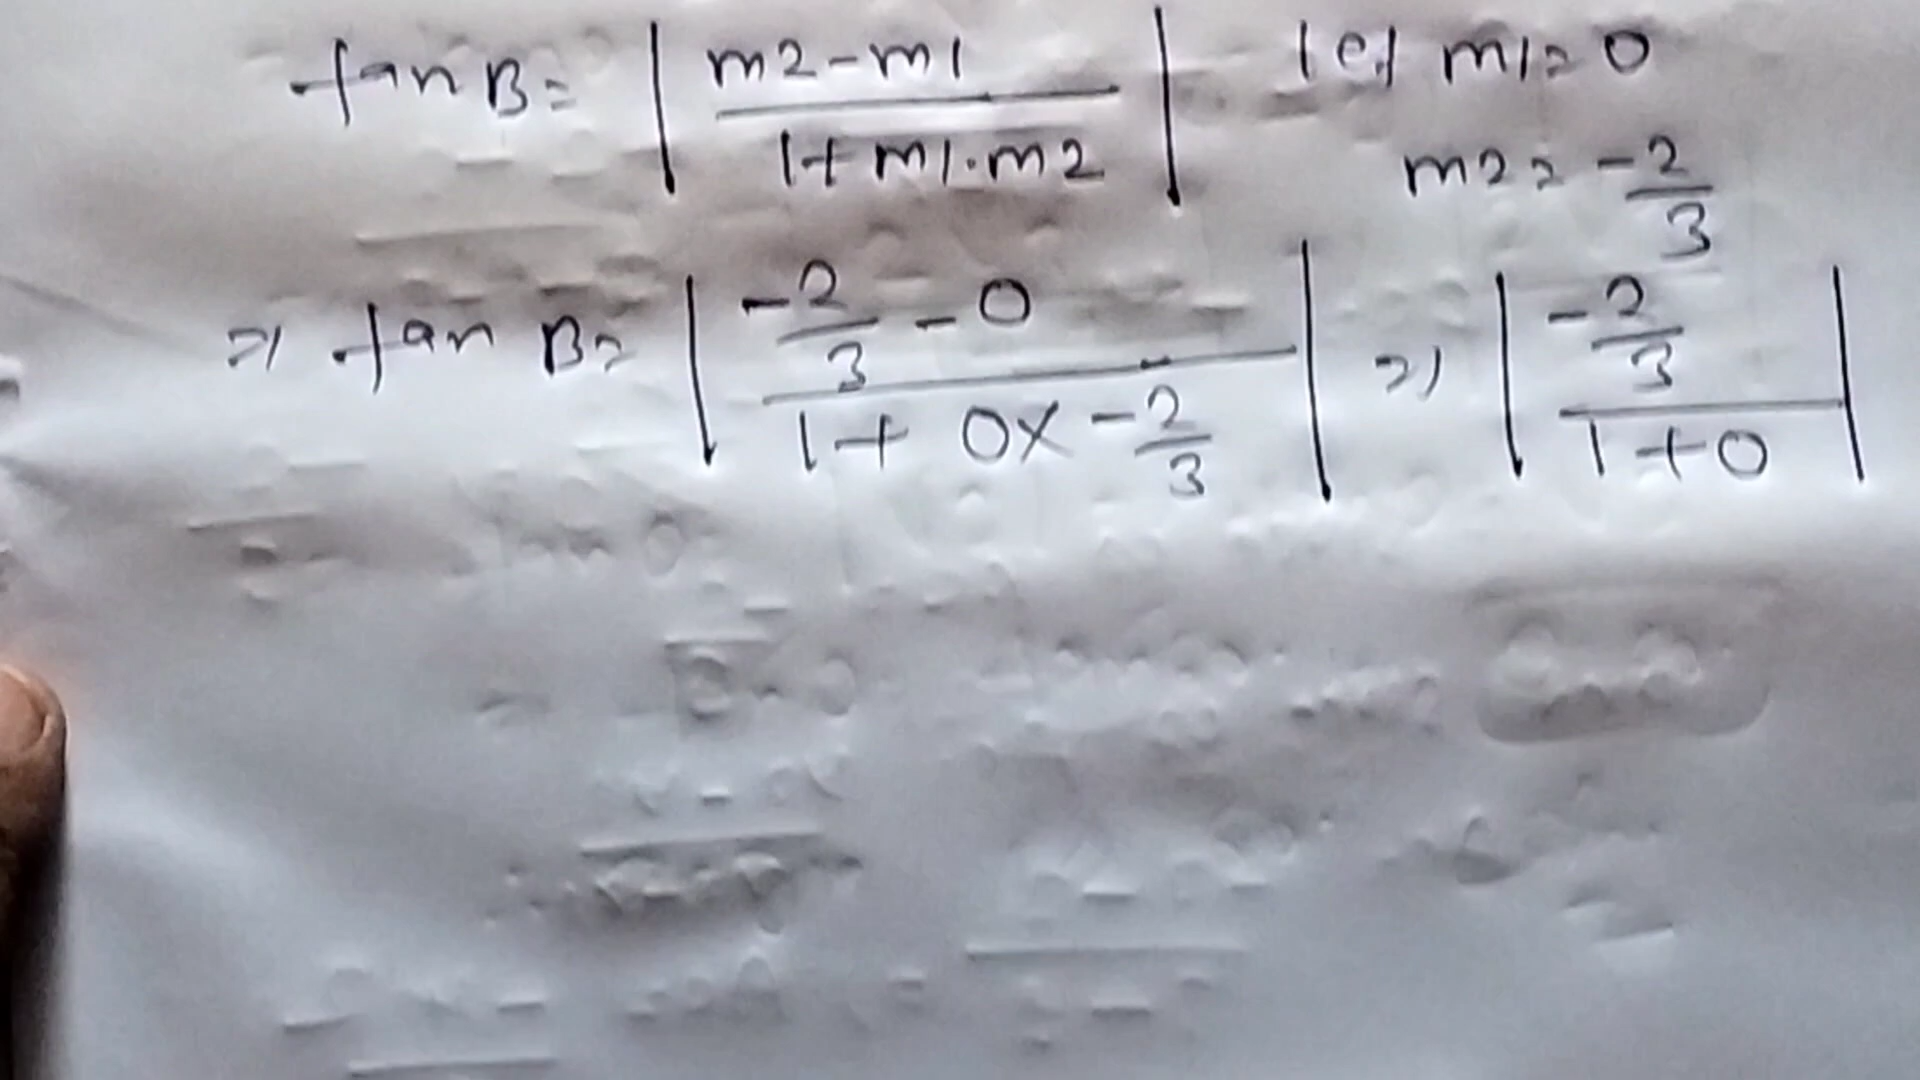 tan B = | m2 - m1 / 1 + m1 . m2 | let m1 = 0
m2 = -2/3
=> tan B = | -2/3 - 0 / 1 + 0 x -2/3 | => | -2/3 / 1 + 0 |